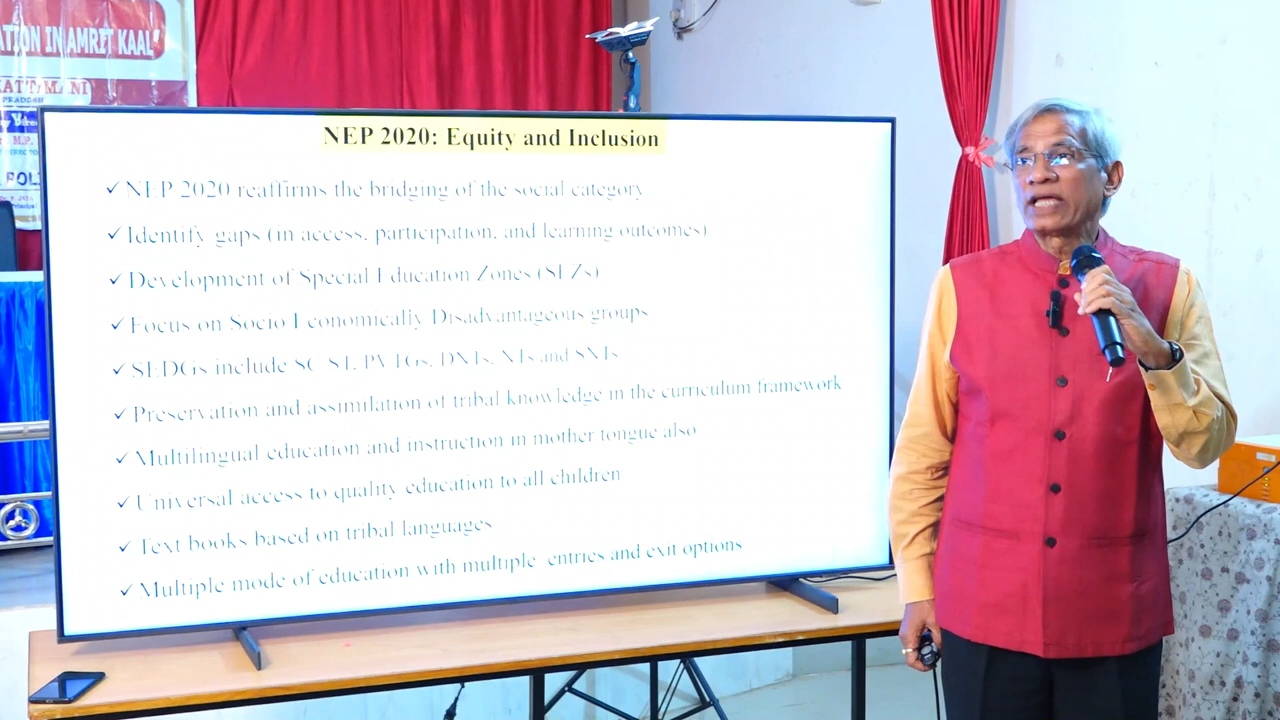 ATION IN AMRIT KAAL'
KATTAMANI
PRADESH
M.P.
POL
NEP 2020: Equity and Inclusion
✓ NEP 2020 reaffirms the bridging of the social category
✓ Identify gaps (in access, participation, and learning outcomes)
✓ Development of Special Education Zones (SEZs)
✓ Focus on Socio Economically Disadvantageous groups
✓ SEDGs include SC ST, PVTGs, DNTs, NTs and SNTs
✓ Preservation and assimilation of tribal knowledge in the curriculum framework
✓ Multilingual education and instruction in mother tongue also
✓ Universal access to quality education to all children
✓ Text books based on tribal languages
✓ Multiple mode of education with multiple entries and exit options